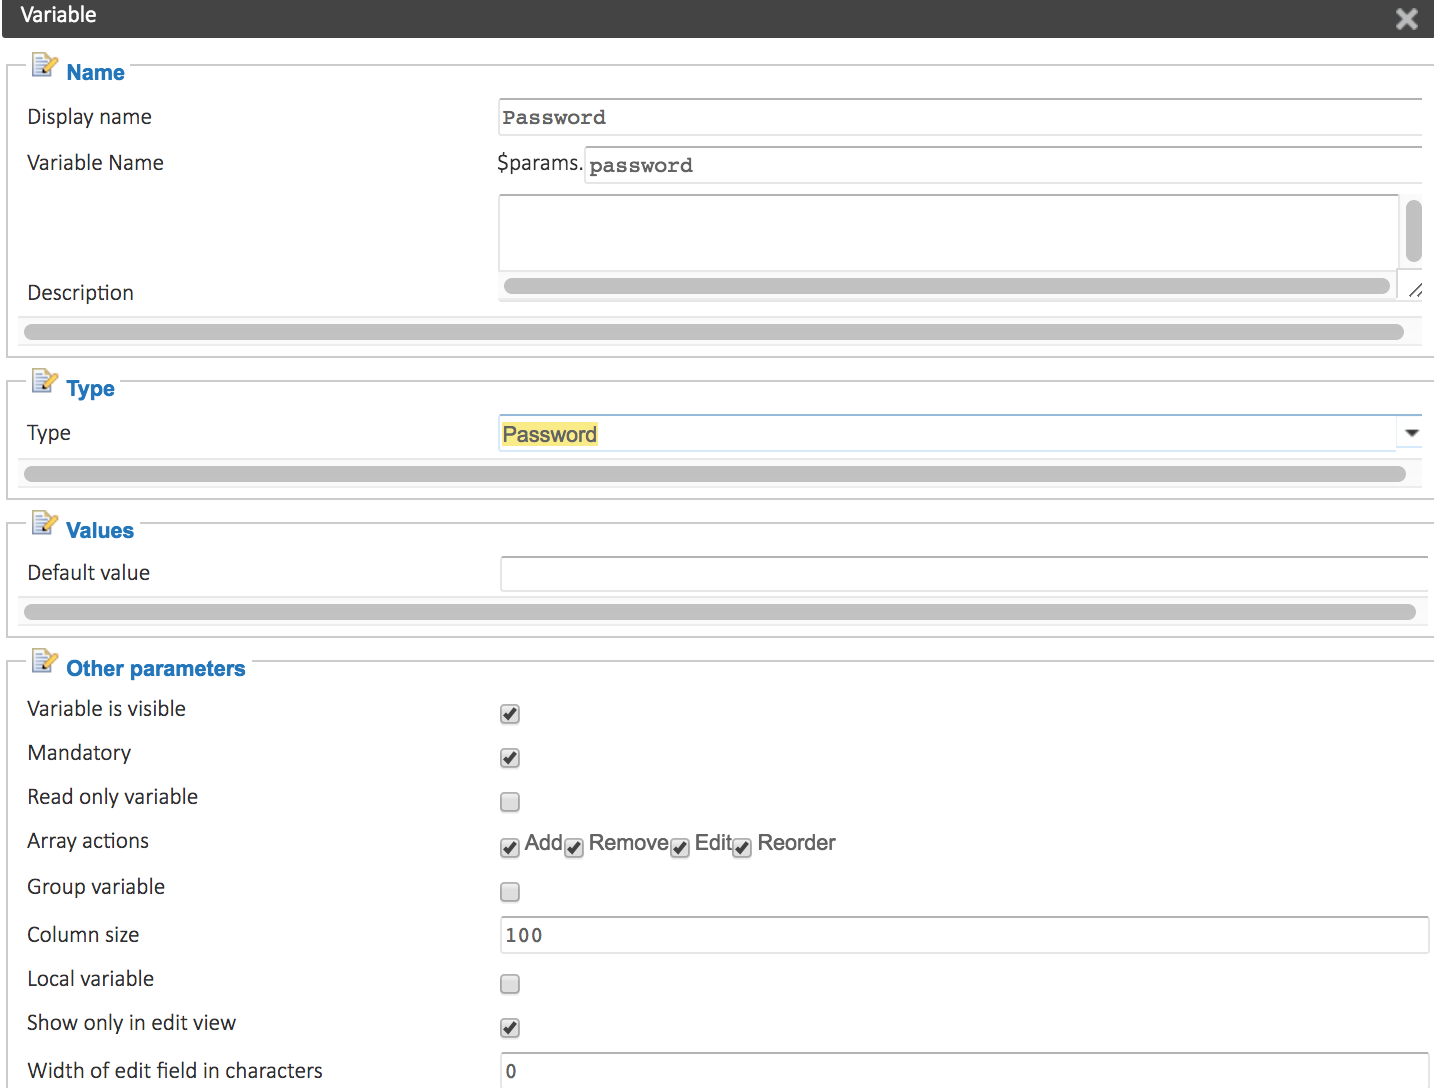 Variable
Name
Display name Password
Variable Name $params. password
Description
Type
Type Password
Values
Default value
Other parameters
Variable is visible
Mandatory
Read only variable
Array actions Add Remove Edit Reorder
Group variable
Column size 100
Local variable
Show only in edit view
Width of edit field in characters 0